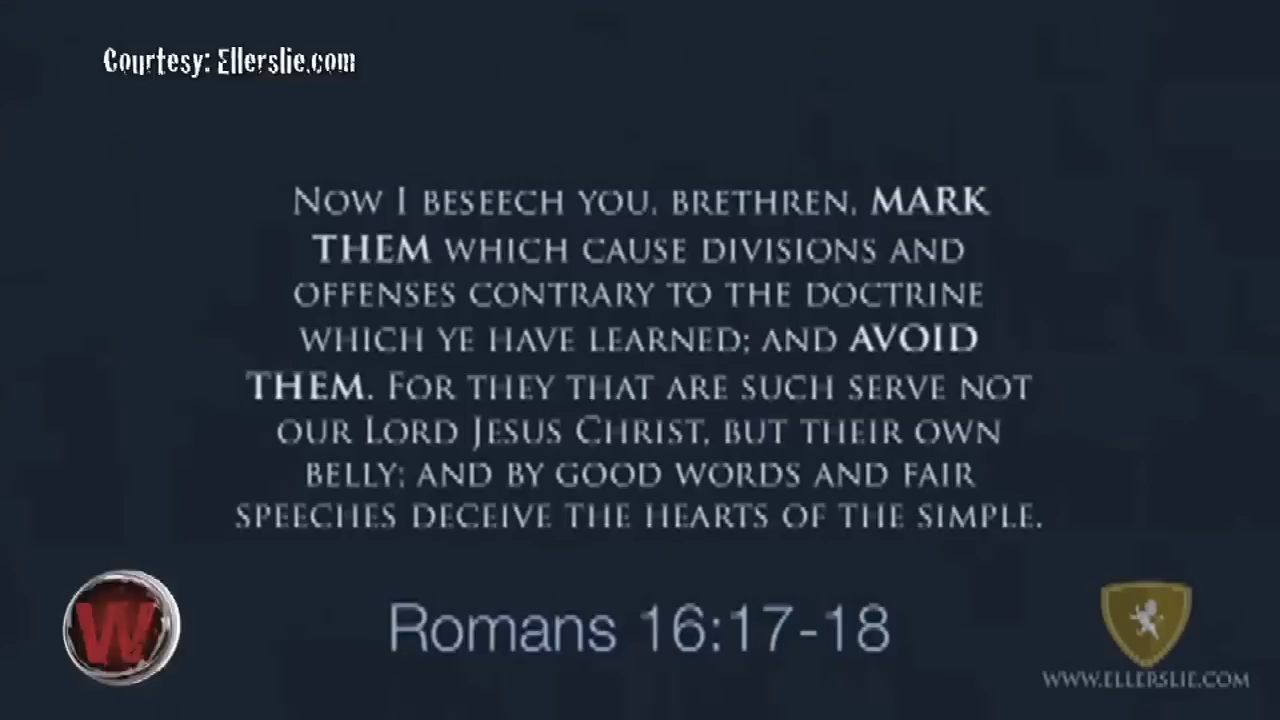 Courtesy: Ellerslie.com
Now I beseech you, brethren, MARK
THEM which cause divisions and
offenses contrary to the doctrine
which ye have learned; and AVOID
THEM. For they that are such serve not
our Lord Jesus Christ, but their own
belly; and by good words and fair
speeches deceive the hearts of the simple.
W
Romans 16:17-18
WWW.ELLERSLIE.COM